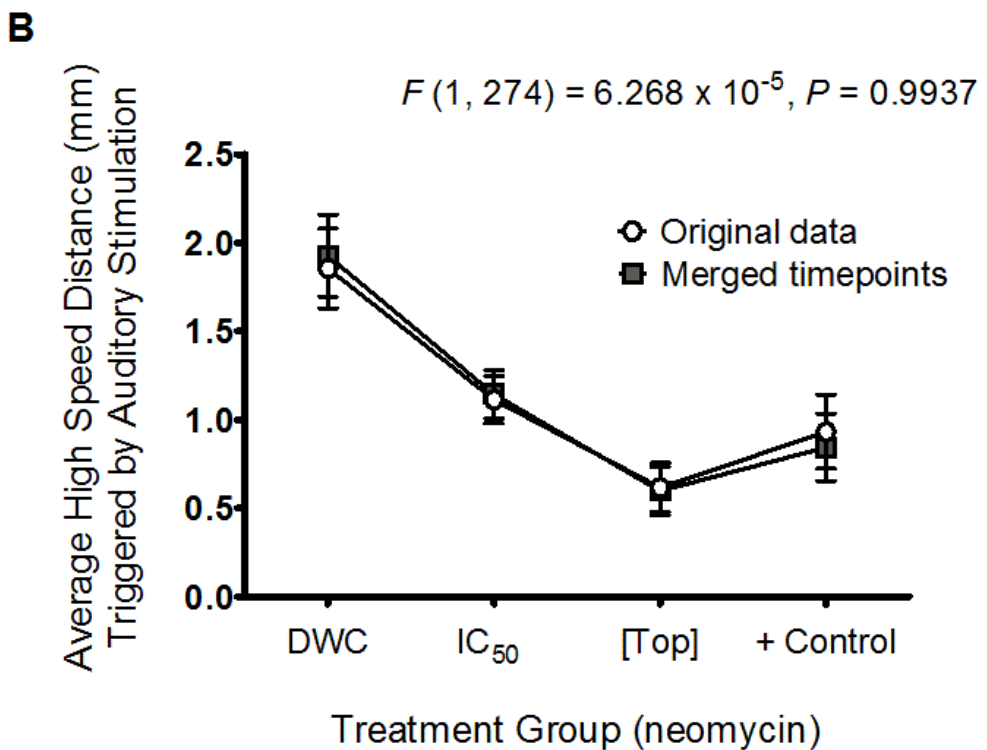 B
F (1, 274) = 6.268 x 10⁻⁵, P = 0.9937
Average High Speed Distance (mm)
Triggered by Auditory Stimulation
2.5
2.0
1.5
1.0
0.5
0.0
Original data
Merged timepoints
DWC IC₅₀ [Top] + Control
Treatment Group (neomycin)